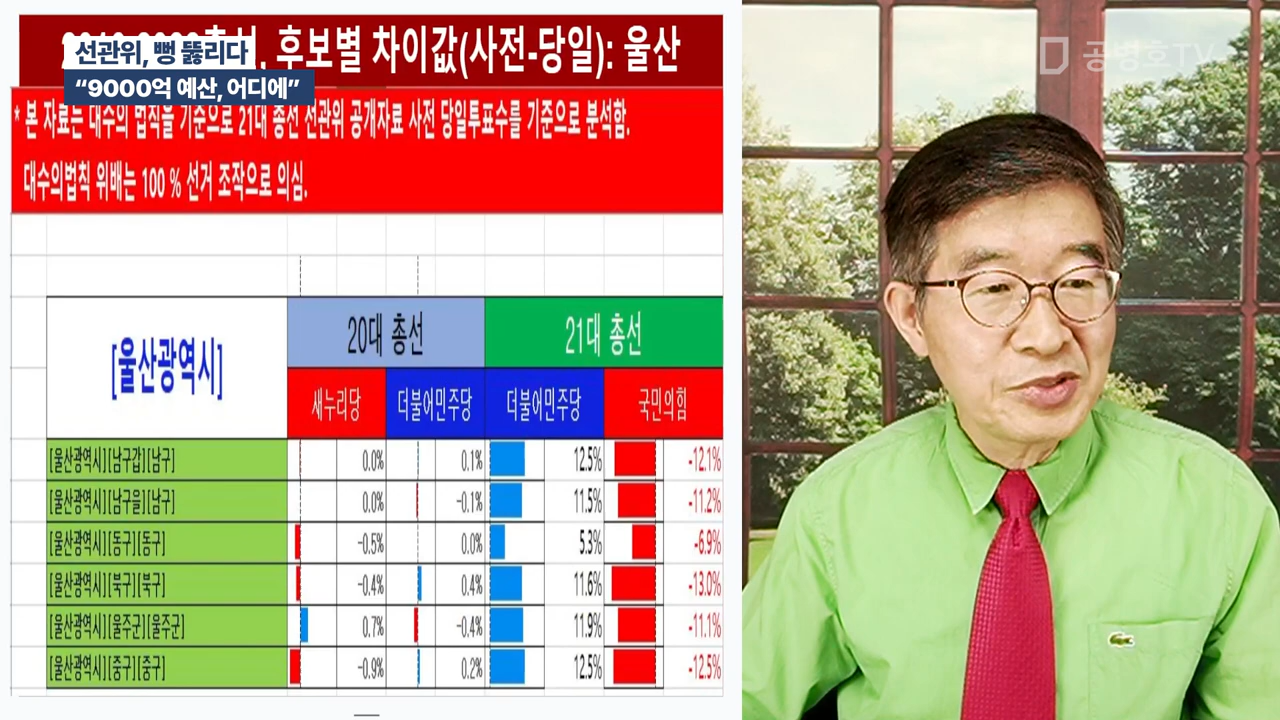 선관위, 뻥 뚫리다
“9000억 예산, 어디에”
, 후보별 차이값(사전-당일): 울산
공병호TV
* 본 자료는 대수의 법칙을 기준으로 21대 총선 선관위 공개자료 사전 당일투표수를 기준으로 분석함.
대수의법칙 위배는 100 % 선거 조작으로 의심.
[울산광역시] 20대 총선 21대 총선
새누리당 더불어민주당 더불어민주당 국민의힘
[울산광역시][남구갑][남구] 0.0% 0.1% 12.5% -12.1%
[울산광역시][남구을][남구] 0.0% -0.1% 11.5% -11.2%
[울산광역시][동구][동구] -0.5% 0.0% 5.3% -6.9%
[울산광역시][북구][북구] -0.4% 0.4% 11.6% -13.0%
[울산광역시][울주군][울주군] 0.7% -0.4% 11.9% -11.1%
[울산광역시][중구][중구] -0.9% 0.2% 12.5% -12.5%